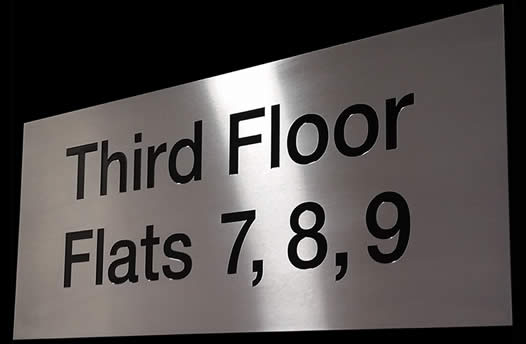 Third Floor
Flats 7, 8, 9